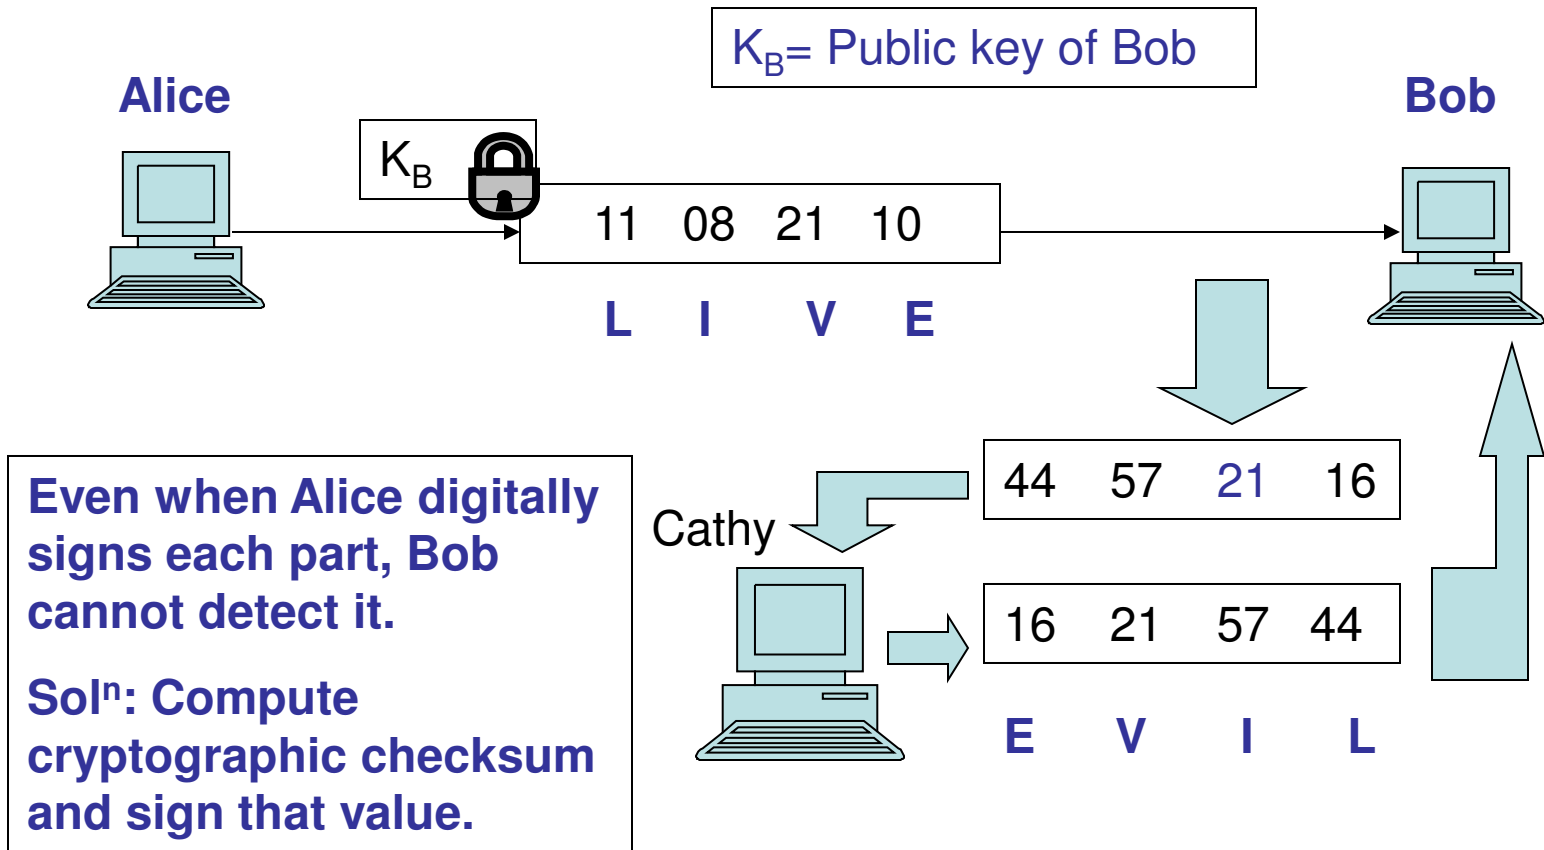 K_B= Public key of Bob
Alice
Bob
K_B
11 08 21 10
L I V E
44 57 21 16
Cathy
16 21 57 44
E V I L
Even when Alice digitally
signs each part, Bob
cannot detect it.
Solⁿ: Compute
cryptographic checksum
and sign that value.